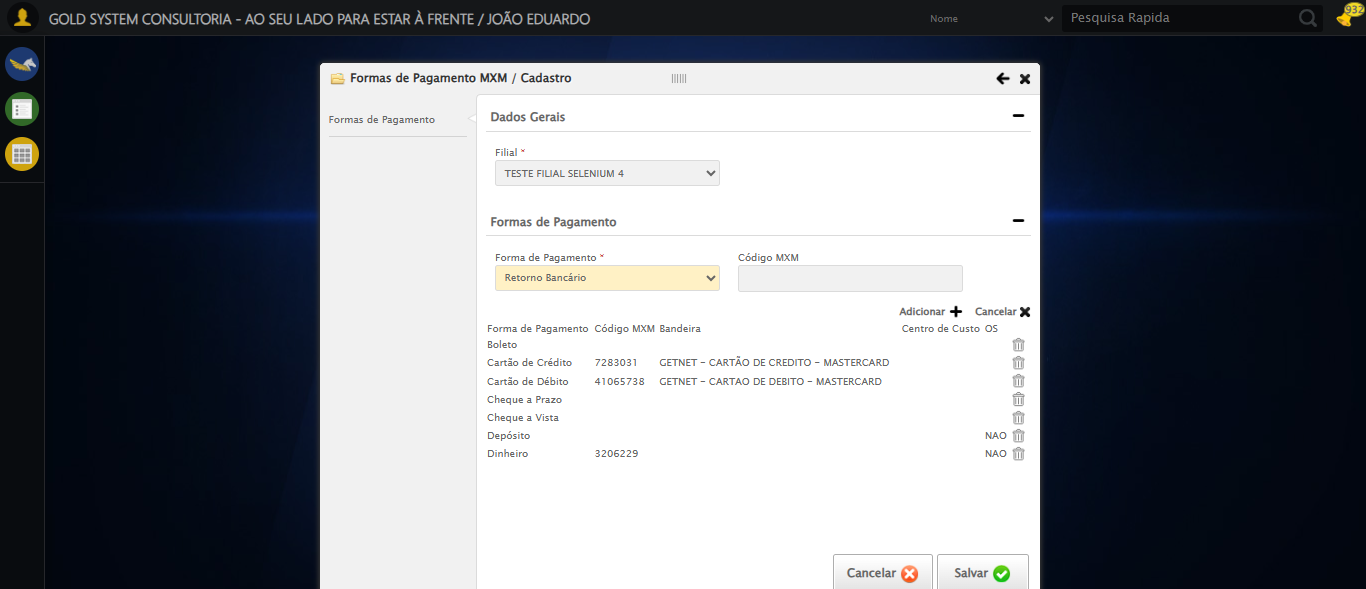 GOLD SYSTEM CONSULTORIA - AO SEU LADO PARA ESTAR À FRENTE / JOÃO EDUARDO
Nome
Pesquisa Rapida
932
Formas de Pagamento MXM / Cadastro
Formas de Pagamento
Dados Gerais
Filial *
TESTE FILIAL SELENIUM 4
Formas de Pagamento
Forma de Pagamento * Código MXM
Retorno Bancário
Adicionar Cancelar
Forma de Pagamento Código MXM Bandeira Centro de Custo OS
Boleto
Cartão de Crédito 7283031 GETNET - CARTÃO DE CREDITO - MASTERCARD
Cartão de Débito 41065738 GETNET - CARTAO DE DEBITO - MASTERCARD
Cheque a Prazo
Cheque a Vista
Depósito NAO
Dinheiro 3206229 NAO
Cancelar Salvar